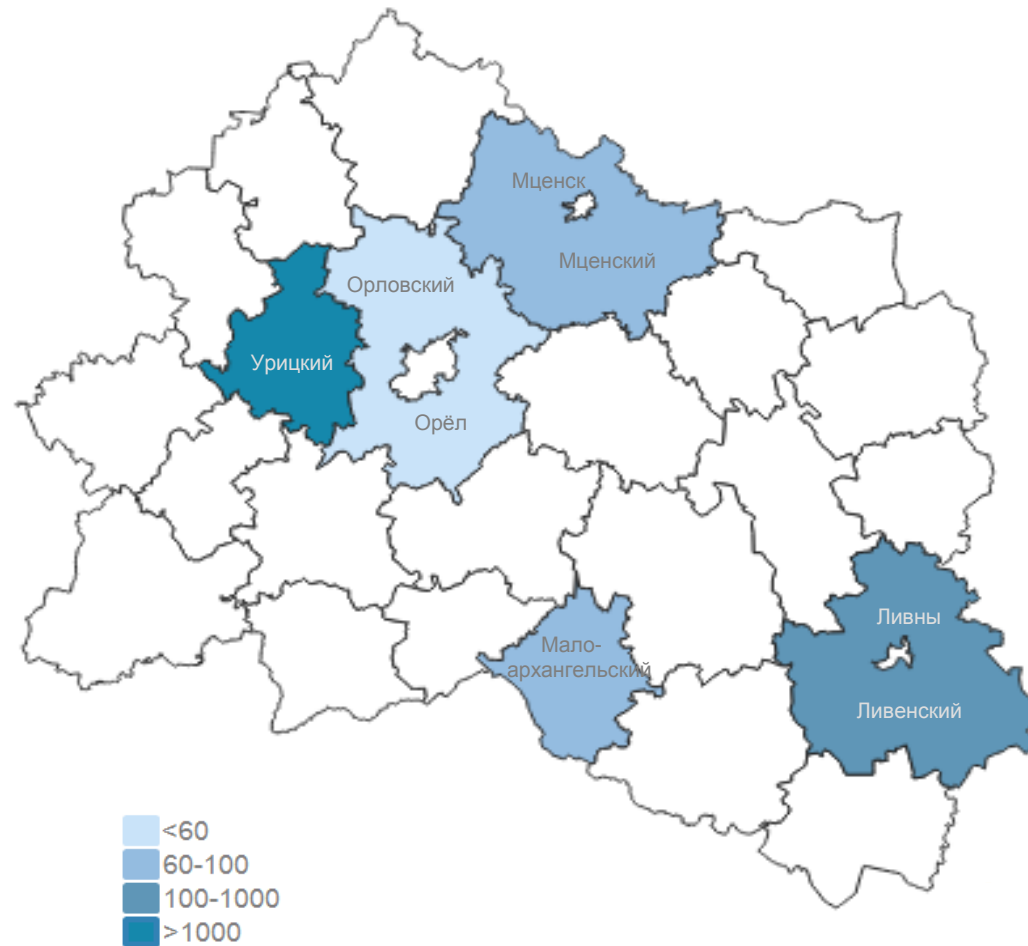 Мценск
Мценский
Орловский
Урицкий
Орёл
Ливны
Мало-
архангельский
Ливенский
<60
60-100
100-1000
>1000